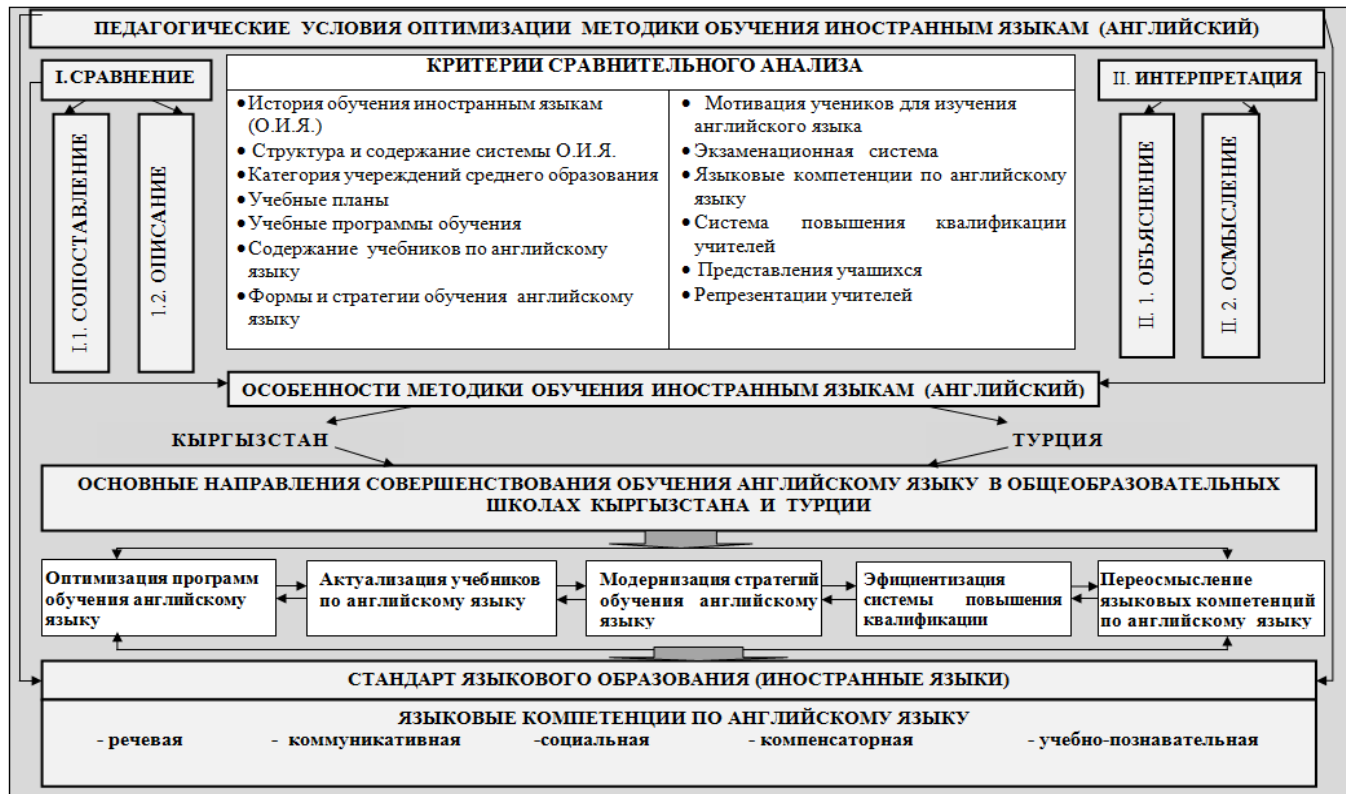 ПЕДАГОГИЧЕСКИЕ УСЛОВИЯ ОПТИМИЗАЦИИ МЕТОДИКИ ОБУЧЕНИЯ ИНОСТРАННЫМ ЯЗЫКАМ (АНГЛИЙСКИЙ)
I. СРАВНЕНИЕ
I.1. СОПОСТАВЛЕНИЕ
1.2. ОПИСАНИЕ
КРИТЕРИИ СРАВНИТЕЛЬНОГО АНАЛИЗА
• История обучения иностранным языкам
(О.И.Я.)
• Структура и содержание системы О.И.Я.
• Категория учереждений среднего образования
• Учебные планы
• Учебные программы обучения
• Содержание учебников по английскому
языку
• Формы и стратегии обучения английскому
языку
• Мотивация учеников для изучения
английского языка
• Экзаменационная система
• Языковые компетенции по английскому
языку
• Система повышения квалификации
учителей
• Представления учашихся
• Репрезентации учителей
II. ИНТЕРПРЕТАЦИЯ
II. 1. ОБЪЯСНЕНИЕ
II. 2. ОСМЫСЛЕНИЕ
ОСОБЕННОСТИ МЕТОДИКИ ОБУЧЕНИЯ ИНОСТРАННЫМ ЯЗЫКАМ (АНГЛИЙСКИЙ)
КЫРГЫЗСТАН
ТУРЦИЯ
ОСНОВНЫЕ НАПРАВЛЕНИЯ СОВЕРШЕНСТВОВАНИЯ ОБУЧЕНИЯ АНГЛИЙСКОМУ ЯЗЫКУ В ОБЩЕОБРАЗОВАТЕЛЬНЫХ
ШКОЛАХ КЫРГЫЗСТАНА И ТУРЦИИ
Оптимизация программ
обучения английскому
языку
Актуализация учебников
по английскому языку
Модернизация стратегий
обучения английскому
языку
Эфициентизация
системы повышения
квалификации
Переосмысление
языковых компетенций
по английскому языку
СТАНДАРТ ЯЗЫКОВОГО ОБРАЗОВАНИЯ (ИНОСТРАННЫЕ ЯЗЫКИ)
ЯЗЫКОВЫЕ КОМПЕТЕНЦИИ ПО АНГЛИЙСКОМУ ЯЗЫКУ
- речевая - коммуникативная -социальная - компенсаторная - учебно-познавательная